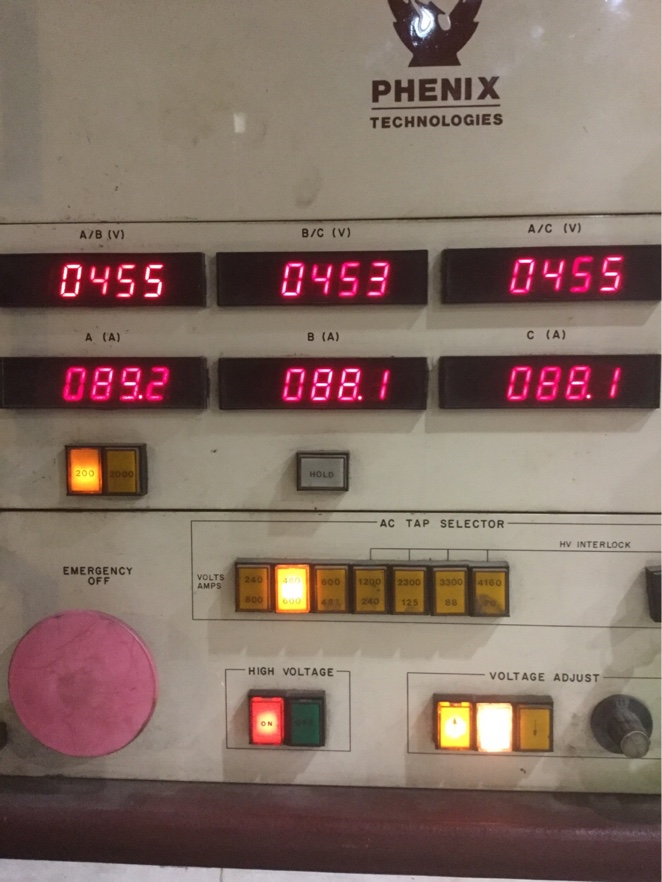 PHENIX
TECHNOLOGIES
A/B (V) B/C (V) A/C (V)
0455 0453 0455
A (A) B (A) C (A)
089.2 088.1 088.1
200 2000 HOLD
AC TAP SELECTOR
HV INTERLOCK
EMERGENCY
OFF
VOLTS 240 480 600 1200 2300 3300 4160
AMPS 800 600 240 125 88
HIGH VOLTAGE
ON
VOLTAGE ADJUST